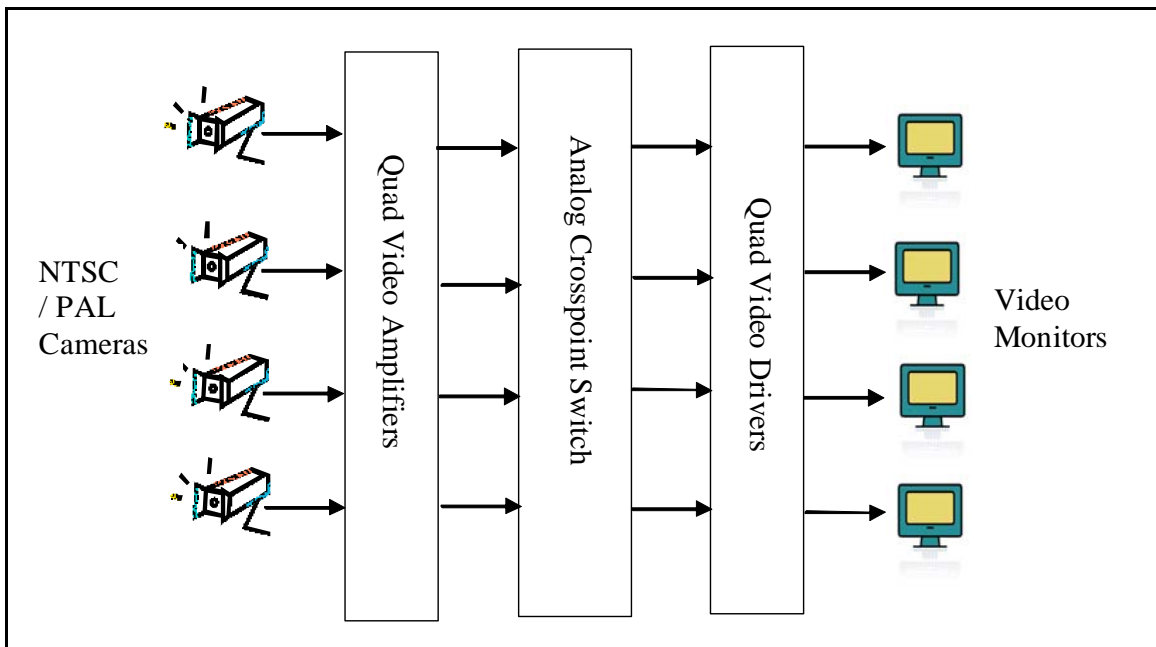 NTSC
/ PAL
Cameras
Quad Video Amplifiers
Analog Crosspoint Switch
Quad Video Drivers
Video
Monitors